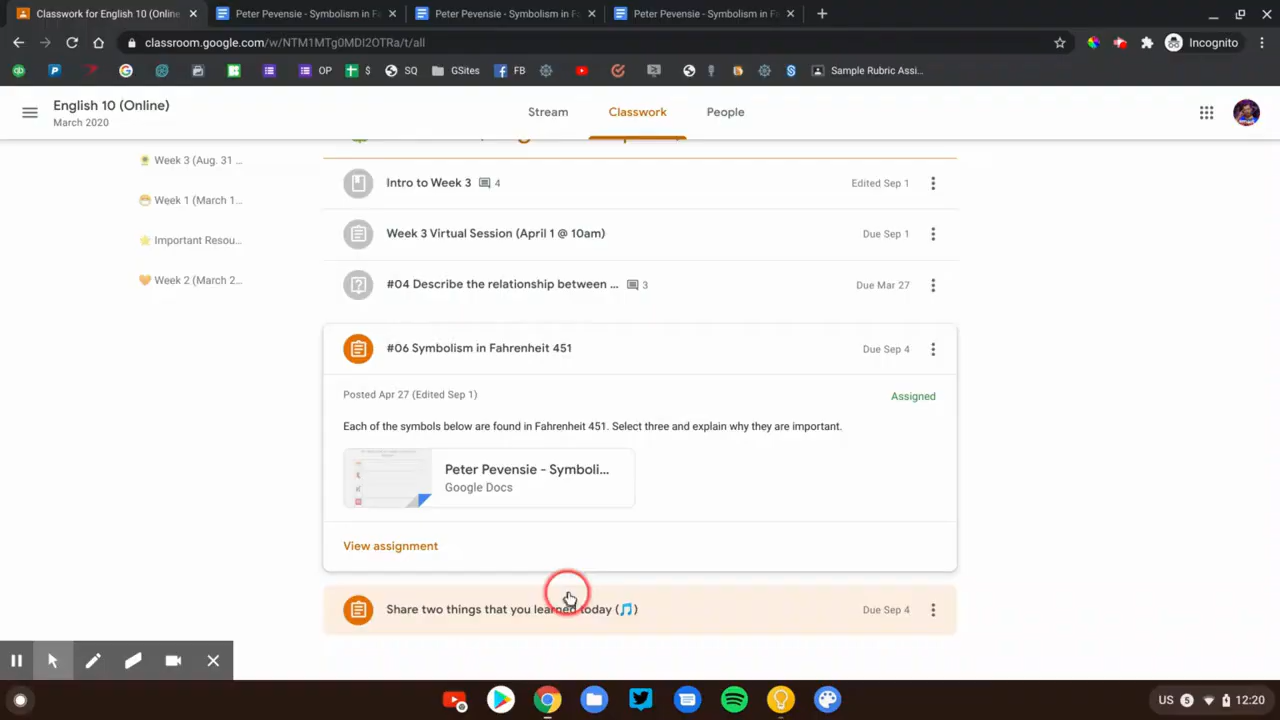 Classwork for English 10 (Online
Peter Pevensie - Symbolism in Fa
Peter Pevensie - Symbolism in Fa
Peter Pevensie - Symbolism in Fa
classroom.google.com/w/NTM1MTg0MDI2OTRa/t/all
Incognito
OP
$
SQ
GSites
FB
Sample Rubric Assi...
English 10 (Online)
March 2020
Stream
Classwork
People
Week 3 (Aug. 31 ...
Week 1 (March 1...
Important Resou...
Week 2 (March 2...
Intro to Week 3
4
Edited Sep 1
Week 3 Virtual Session (April 1 @ 10am)
Due Sep 1
#04 Describe the relationship between ...
3
Due Mar 27
#06 Symbolism in Fahrenheit 451
Due Sep 4
Posted Apr 27 (Edited Sep 1)
Assigned
Each of the symbols below are found in Fahrenheit 451. Select three and explain why they are important.
Peter Pevensie - Symboli...
Google Docs
View assignment
Share two things that you learned today (🎵)
Due Sep 4
US
5
12:20